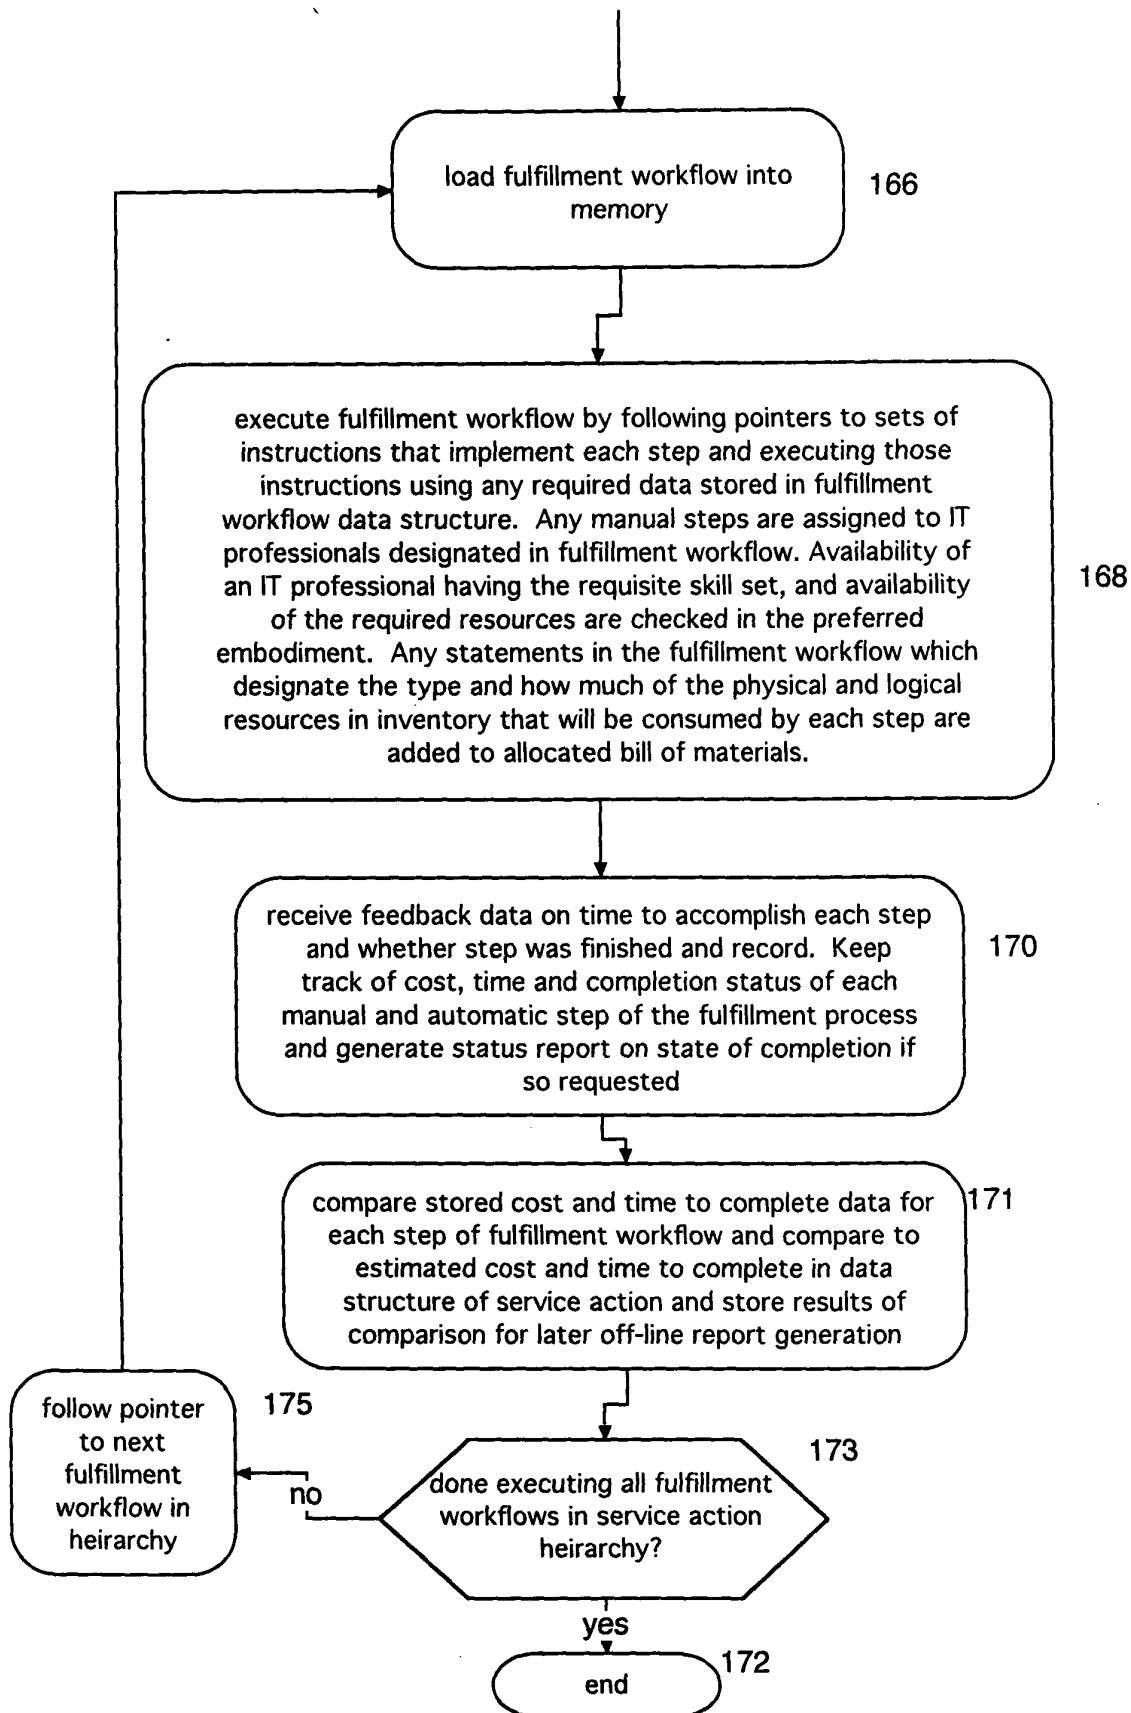 load fulfillment workflow into
memory
166
execute fulfillment workflow by following pointers to sets of
instructions that implement each step and executing those
instructions using any required data stored in fulfillment
workflow data structure.  Any manual steps are assigned to IT
professionals designated in fulfillment workflow. Availability of
an IT professional having the requisite skill set, and availability
of the required resources are checked in the preferred
embodiment.  Any statements in the fulfillment workflow which
designate the type and how much of the physical and logical
resources in inventory that will be consumed by each step are
added to allocated bill of materials.
168
receive feedback data on time to accomplish each step
and whether step was finished and record.  Keep
track of cost, time and completion status of each
manual and automatic step of the fulfillment process
and generate status report on state of completion if
so requested
170
compare stored cost and time to complete data for
each step of fulfillment workflow and compare to
estimated cost and time to complete in data
structure of service action and store results of
comparison for later off-line report generation
171
follow pointer
to next
fulfillment
workflow in
heirarchy
175
no
done executing all fulfillment
workflows in service action
heirarchy?
173
yes
end
172